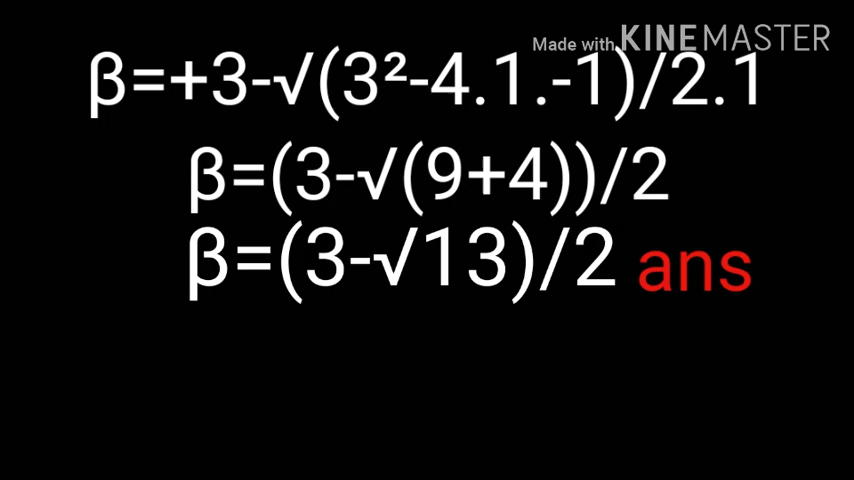 Made with KINEMASTER
β=+3-√(3²-4.1.-1)/2.1
β=(3-√(9+4))/2
β=(3-√13)/2 ans